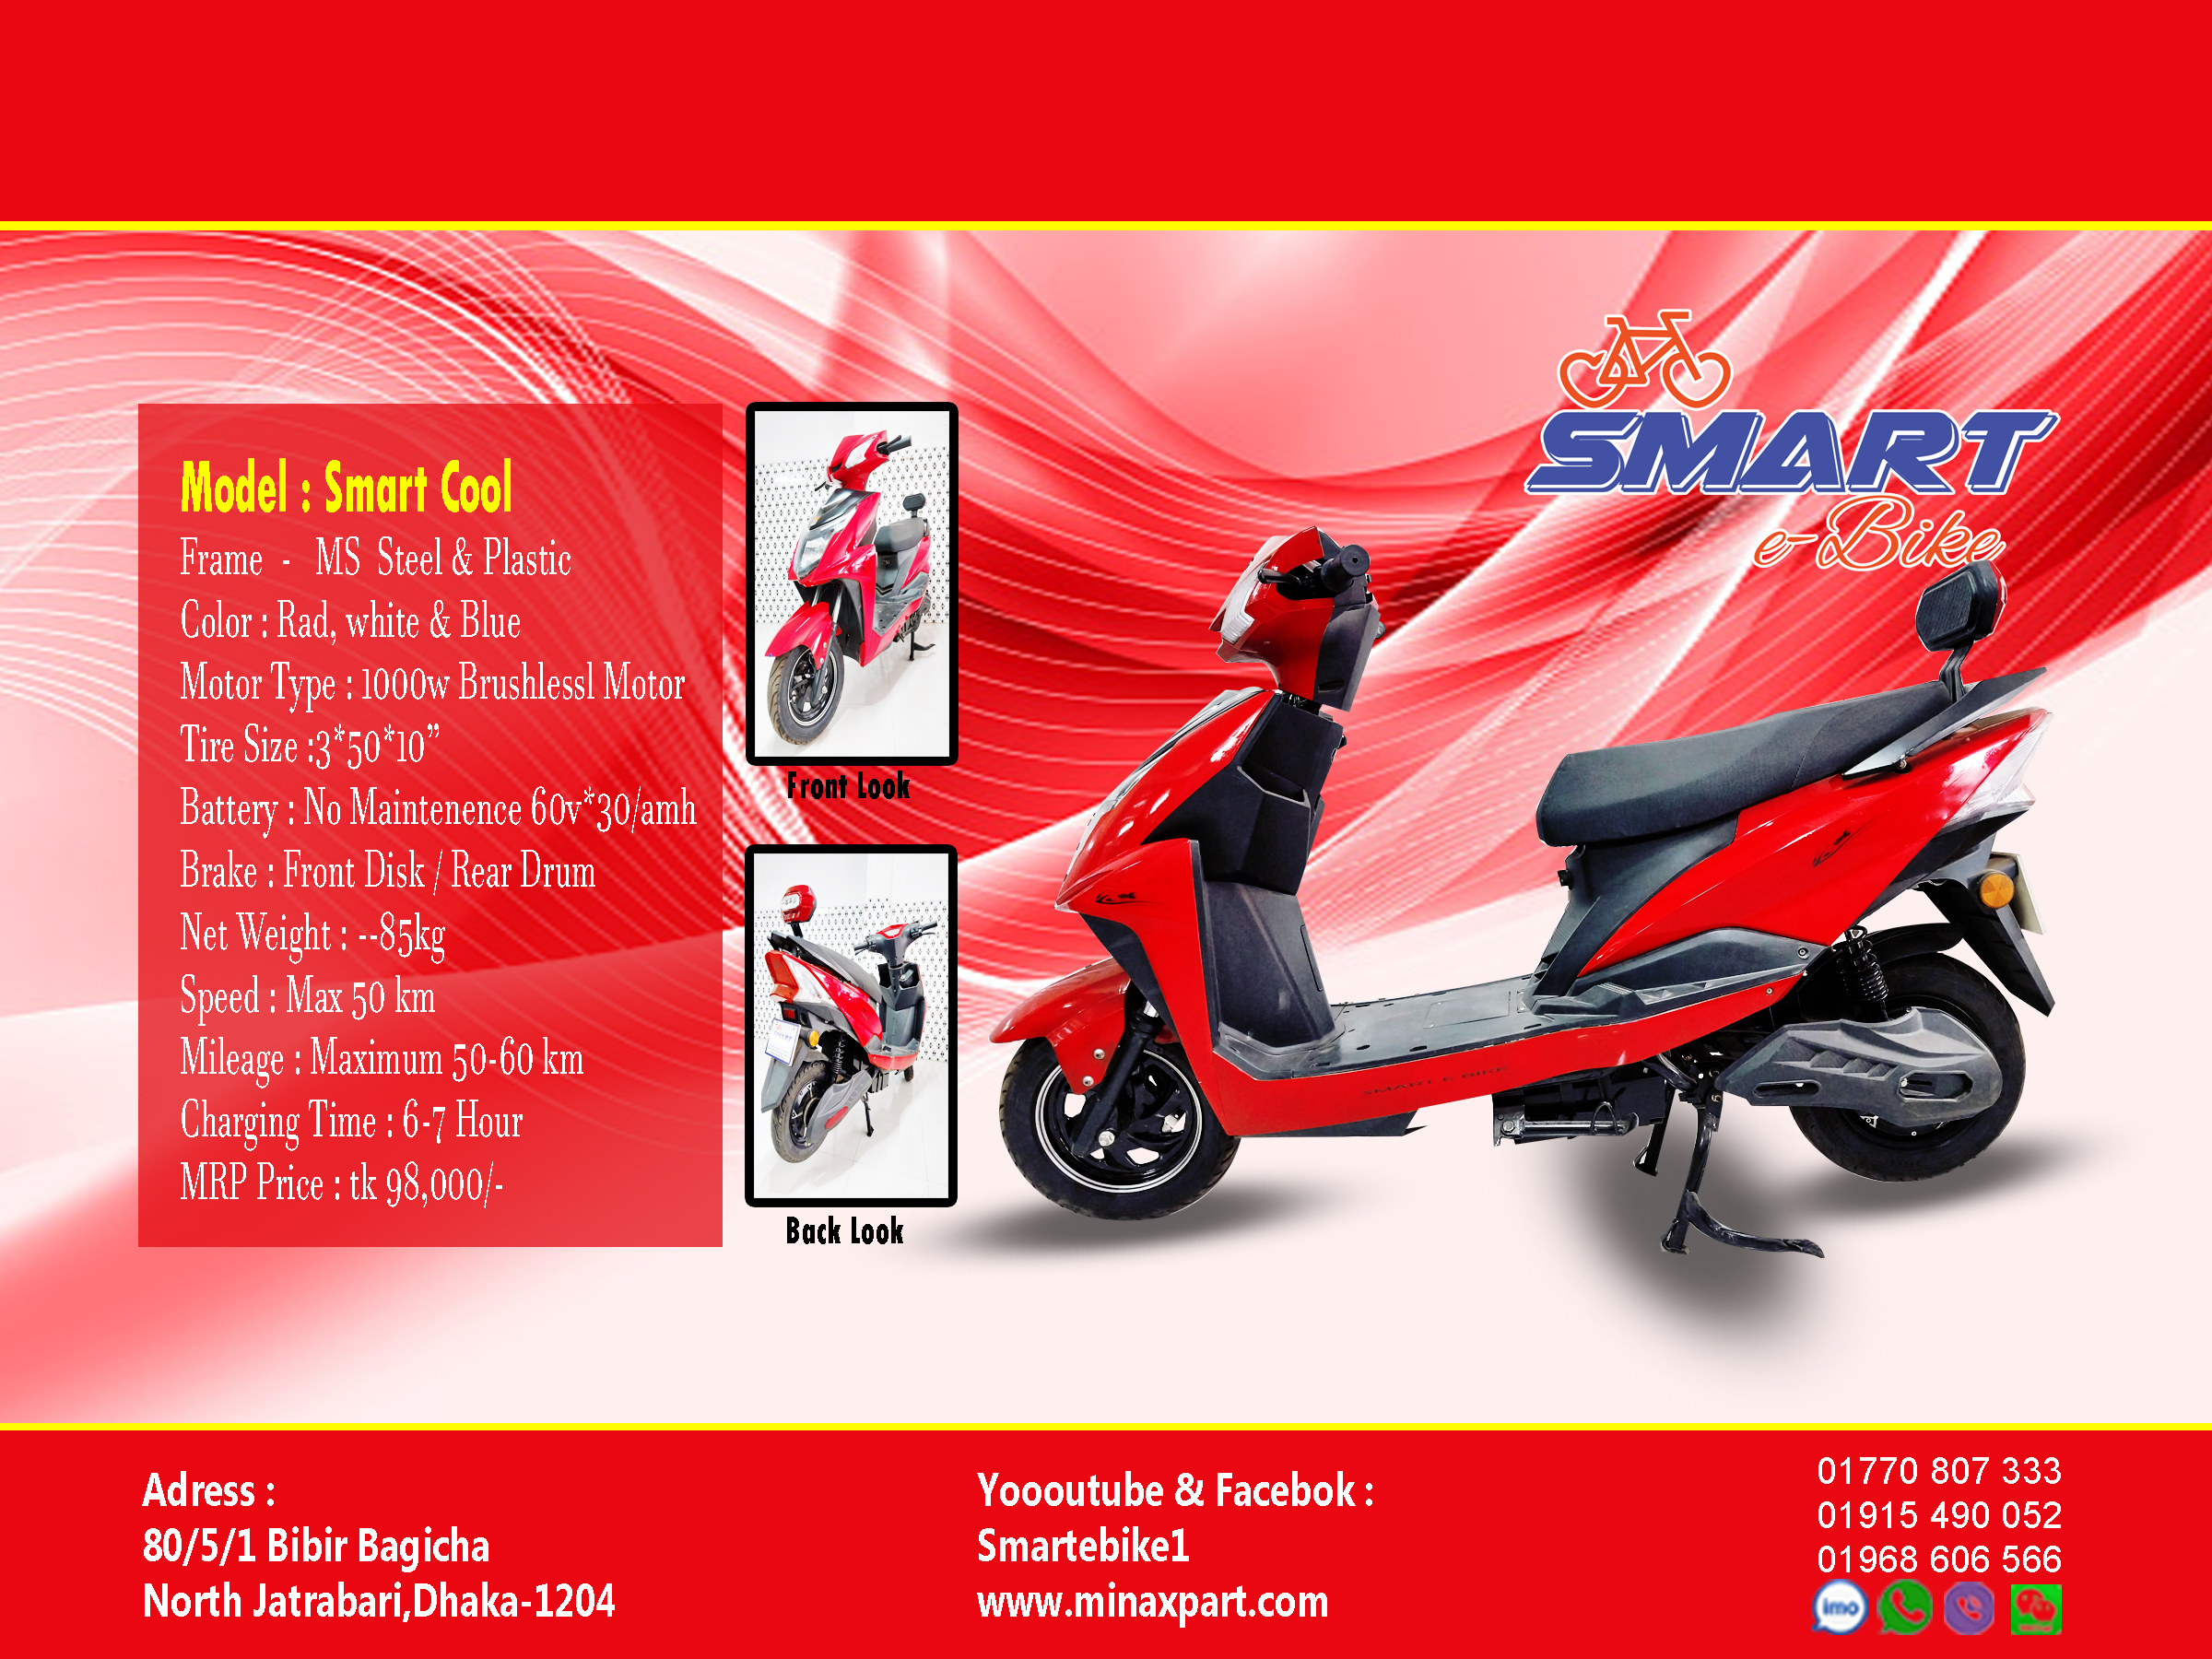 SMART
e-Bike
Model : Smart Cool
Frame - MS Steel & Plastic
Color : Rad, white & Blue
Motor Type : 1000w Brushlessl Motor
Tire Size :3*50*10”
Battery : No Maintenence 60v*30/amh
Brake : Front Disk / Rear Drum
Net Weight : --85kg
Speed : Max 50 km
Mileage : Maximum 50-60 km
Charging Time : 6-7 Hour
MRP Price : tk 98,000/-
Front Look
Back Look
SMART E-BIKE
Adress :
80/5/1 Bibir Bagicha
North Jatrabari,Dhaka-1204
Yoooutube & Facebok :
Smartebike1
www.minaxpart.com
01770 807 333
01915 490 052
01968 606 566
imo